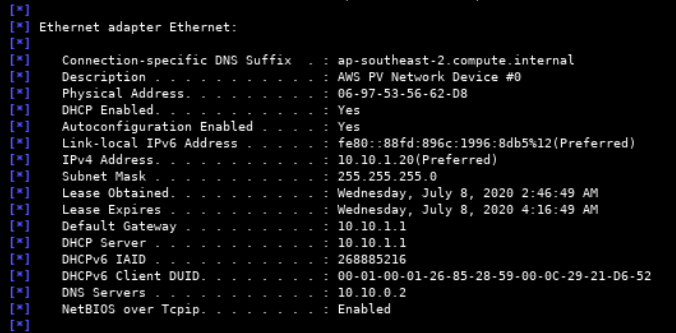 [*]
[*] Ethernet adapter Ethernet:
[*]
[*]    Connection-specific DNS Suffix  . : ap-southeast-2.compute.internal
[*]    Description . . . . . . . . . . . : AWS PV Network Device #0
[*]    Physical Address. . . . . . . . . : 06-97-53-56-62-D8
[*]    DHCP Enabled. . . . . . . . . . . : Yes
[*]    Autoconfiguration Enabled . . . . : Yes
[*]    Link-local IPv6 Address . . . . . : fe80::88fd:896c:1996:8db5%12(Preferred)
[*]    IPv4 Address. . . . . . . . . . . : 10.10.1.20(Preferred)
[*]    Subnet Mask . . . . . . . . . . . : 255.255.255.0
[*]    Lease Obtained. . . . . . . . . . : Wednesday, July 8, 2020 2:46:49 AM
[*]    Lease Expires . . . . . . . . . . : Wednesday, July 8, 2020 4:16:49 AM
[*]    Default Gateway . . . . . . . . . : 10.10.1.1
[*]    DHCP Server . . . . . . . . . . . : 10.10.1.1
[*]    DHCPv6 IAID . . . . . . . . . . . : 268885216
[*]    DHCPv6 Client DUID. . . . . . . . : 00-01-00-01-26-85-28-59-00-0C-29-21-D6-52
[*]    DNS Servers . . . . . . . . . . . : 10.10.0.2
[*]    NetBIOS over Tcpip. . . . . . . . : Enabled
[*]